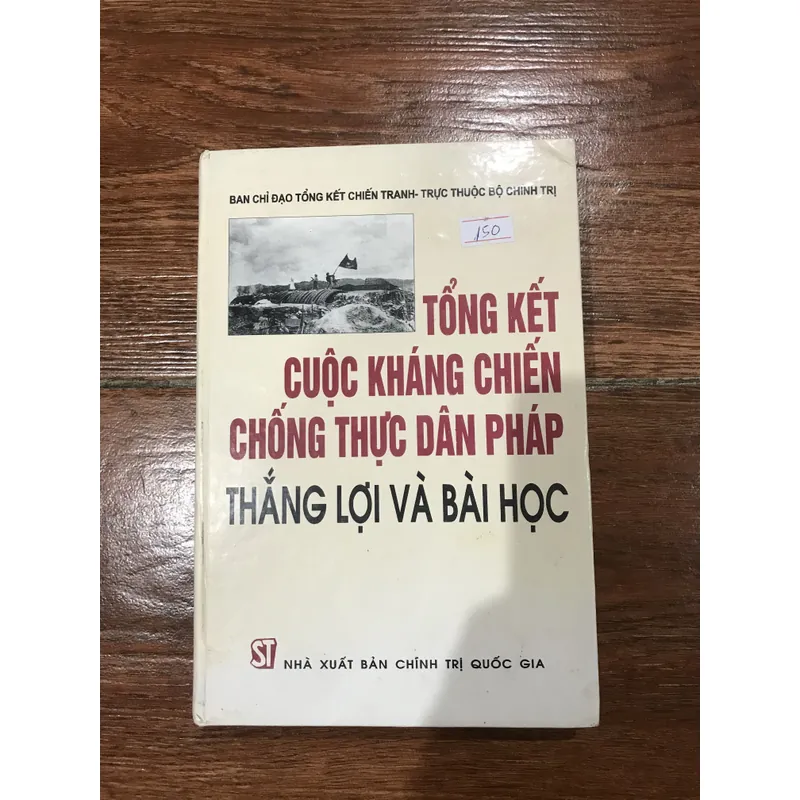 BAN CHỈ ĐẠO TỔNG KẾT CHIẾN TRANH- TRỰC THUỘC BỘ CHÍNH TRỊ
150
TỔNG KẾT
CUỘC KHÁNG CHIẾN
CHỐNG THỰC DÂN PHÁP
THẮNG LỢI VÀ BÀI HỌC
ST NHÀ XUẤT BẢN CHÍNH TRỊ QUỐC GIA